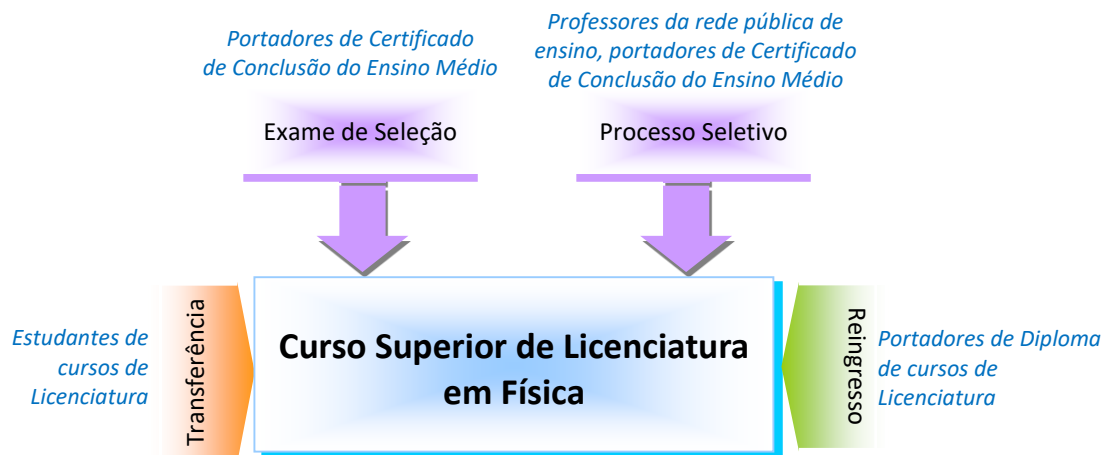 Portadores de Certificado
de Conclusão do Ensino Médio
Professores da rede pública de
ensino, portadores de Certificado
de Conclusão do Ensino Médio
Exame de Seleção
Processo Seletivo
Estudantes de
cursos de
Licenciatura
Transferência
Curso Superior de Licenciatura
em Física
Reingresso
Portadores de Diploma
de cursos de
Licenciatura